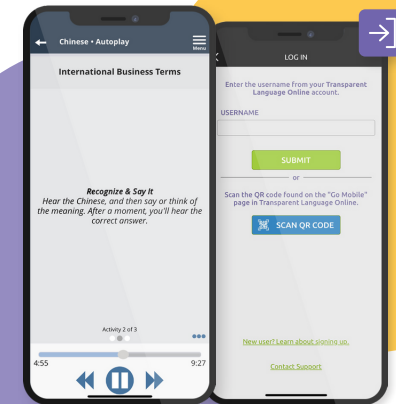 Chinese • Autoplay
Menu
International Business Terms
Recognize & Say It
Hear the Chinese, and then say or think of
the meaning. After a moment, you'll hear the
correct answer.
Activity 2 of 3
4:55
9:27
LOG IN
Enter the username from your Transparent
Language Online account.
USERNAME
SUBMIT
or
Scan the QR code found on the "Go Mobile"
page in Transparent Language Online.
SCAN QR CODE
New user? Learn about signing up.
Contact Support